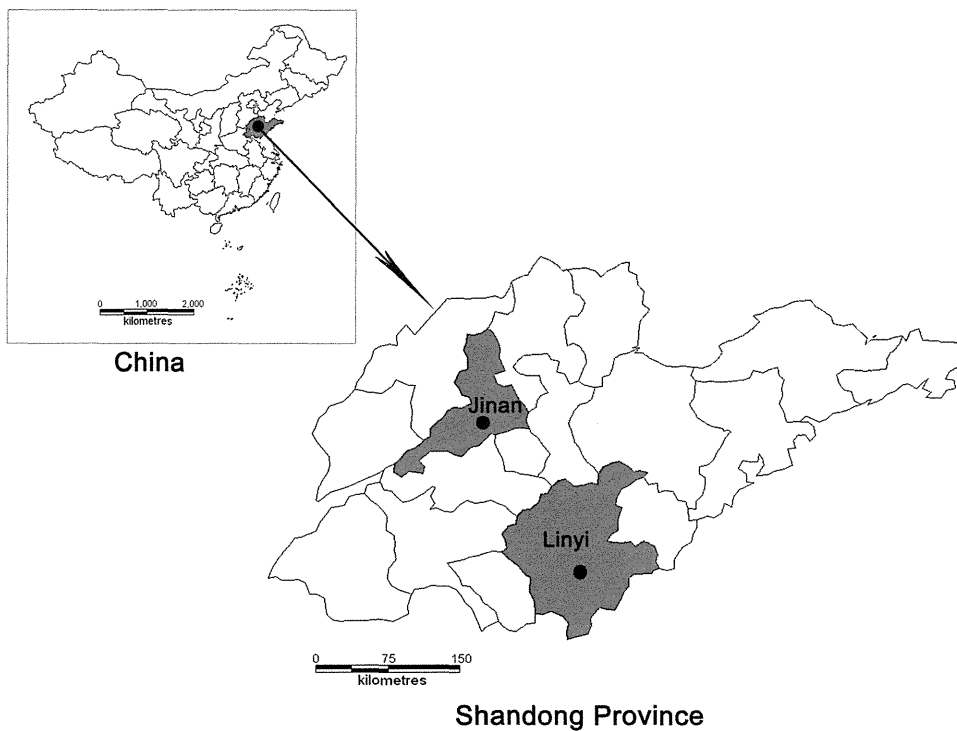 0 1,000 2,000
kilometres
China
Jinan
Linyi
0 75 150
kilometres
Shandong Province